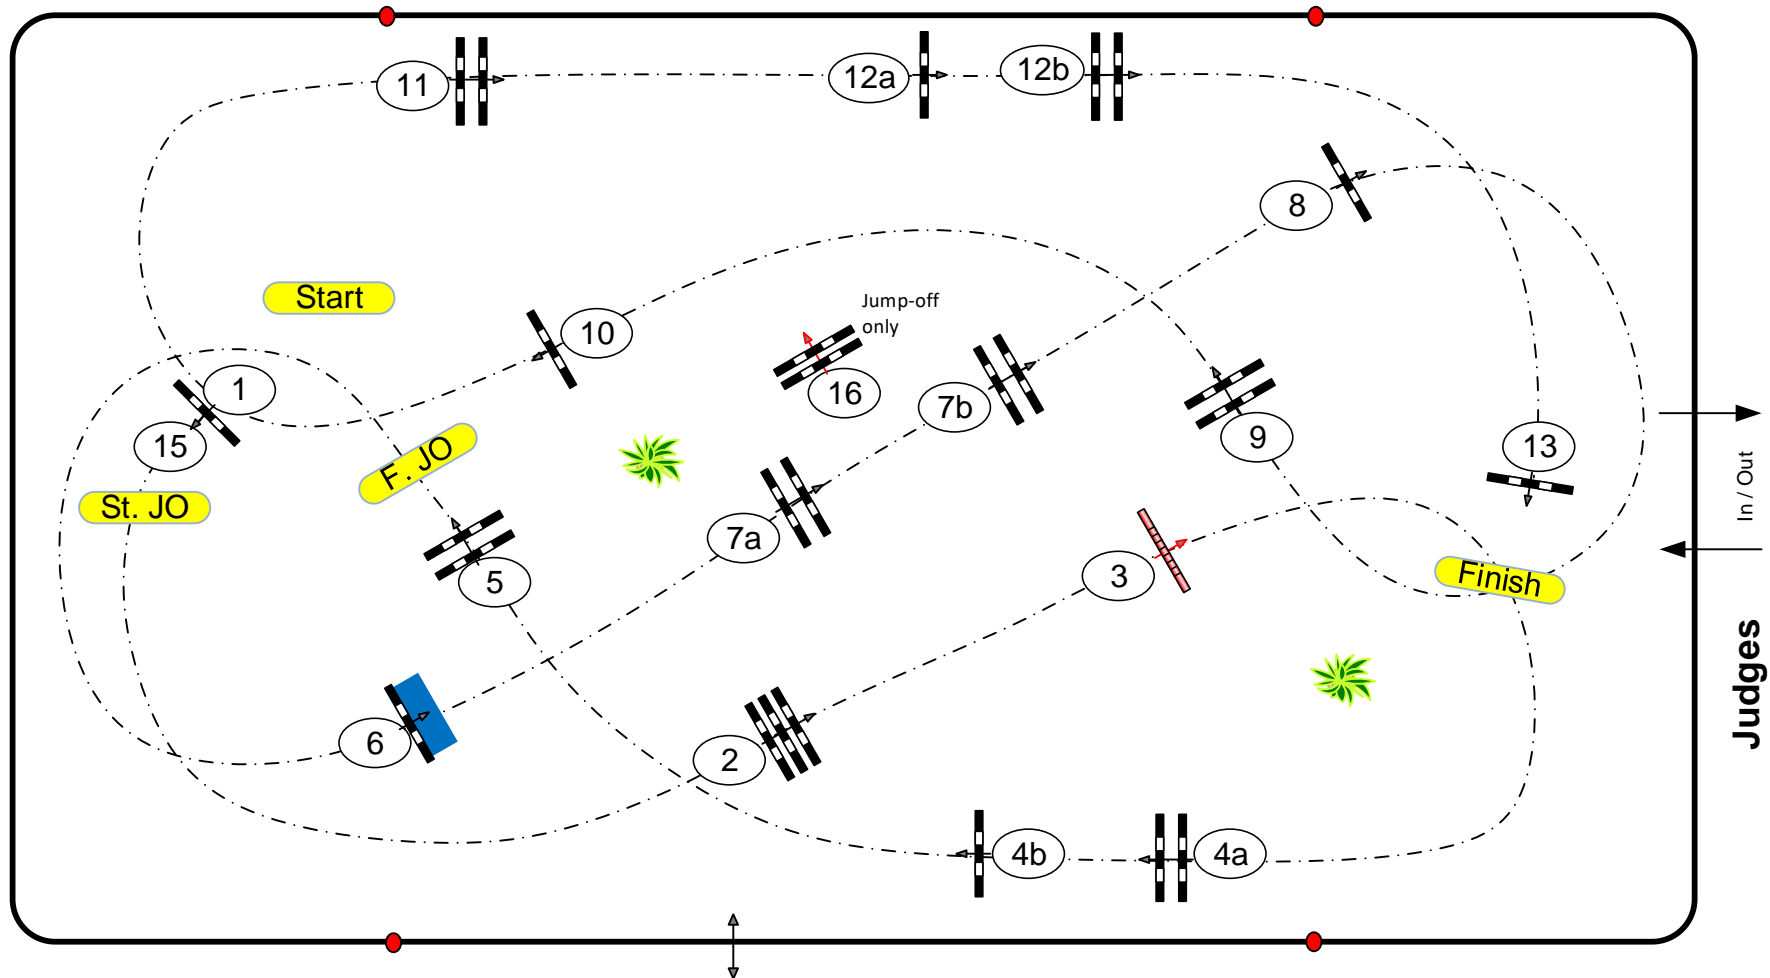 11
12a
12b
8
Start
Jump-off
only
10
1
16
7b
9
13
15
F. JO
St. JO
In / Out
7a
5
3
Finish
Judges
6
2
4b
4a